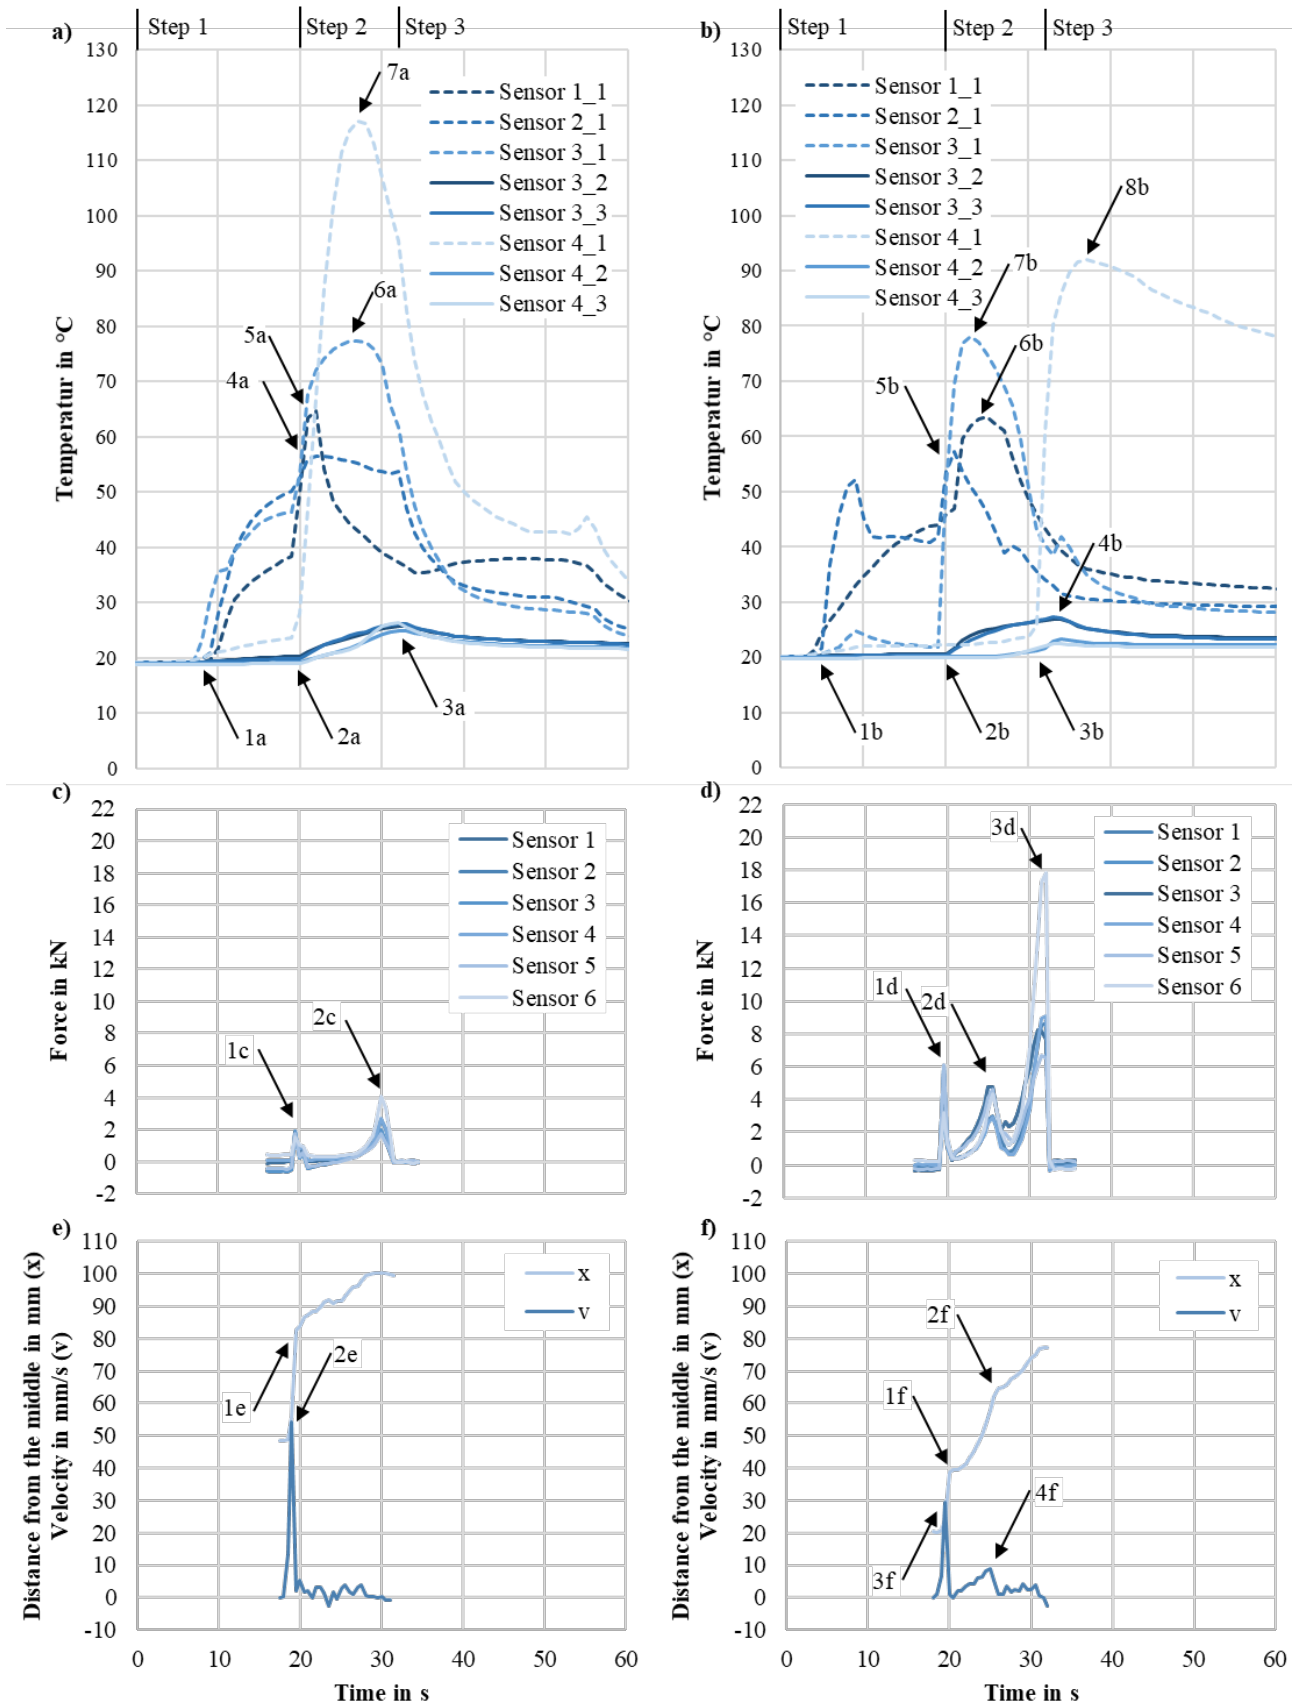 a) Step 1 Step 2 Step 3
130
120
110
100
90
80
70
60
50
40
30
20
10
0
Temperatur in °C
7a
Sensor 1_1
Sensor 2_1
Sensor 3_1
Sensor 3_2
Sensor 3_3
Sensor 4_1
Sensor 4_2
Sensor 4_3
6a
5a
4a
3a
1a
2a
b) Step 1 Step 2 Step 3
130
120
110
100
90
80
70
60
50
40
30
20
10
0
Temperatur in °C
Sensor 1_1
Sensor 2_1
Sensor 3_1
Sensor 3_2
Sensor 3_3
Sensor 4_1
Sensor 4_2
Sensor 4_3
8b
7b
6b
5b
4b
1b
2b
3b
c)
22
20
18
16
14
12
10
8
6
4
2
0
-2
Force in kN
Sensor 1
Sensor 2
Sensor 3
Sensor 4
Sensor 5
Sensor 6
2c
1c
d)
22
20
18
16
14
12
10
8
6
4
2
0
-2
Force in kN
3d
Sensor 1
Sensor 2
Sensor 3
Sensor 4
Sensor 5
Sensor 6
1d
2d
e)
110
100
90
80
70
60
50
40
30
20
10
0
-10
Distance from the middle in mm (x)
Velocity in mm/s (v)
x
v
2e
1e
0 10 20 30 40 50 60
Time in s
f)
110
100
90
80
70
60
50
40
30
20
10
0
-10
Distance from the middle in mm (x)
Velocity in mm/s (v)
x
v
2f
1f
4f
3f
0 10 20 30 40 50 60
Time in s